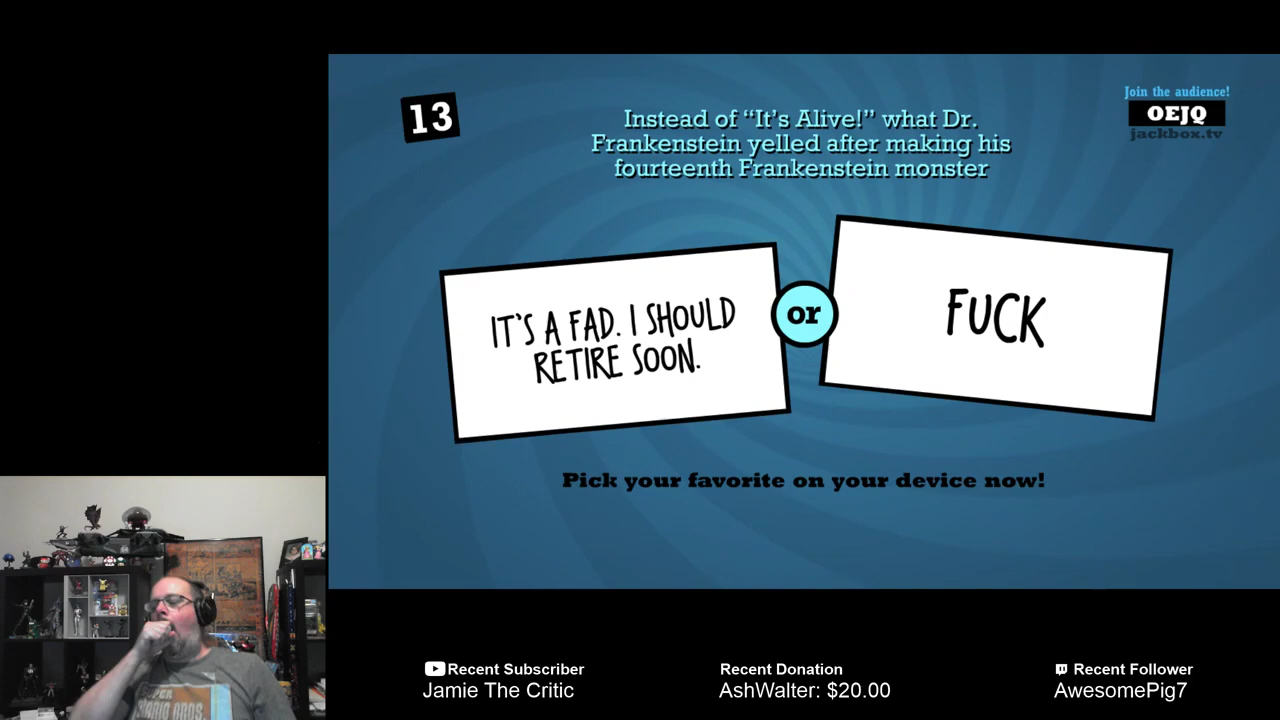 13
Instead of “It’s Alive!” what Dr.
Frankenstein yelled after making his
fourteenth Frankenstein monster
Join the audience!
OEJQ
jackbox.tv
IT'S A FAD. I SHOULD
RETIRE SOON.
or
FUCK
Pick your favorite on your device now!
Recent Subscriber
Jamie The Critic
Recent Donation
AshWalter: $20.00
Recent Follower
AwesomePig7